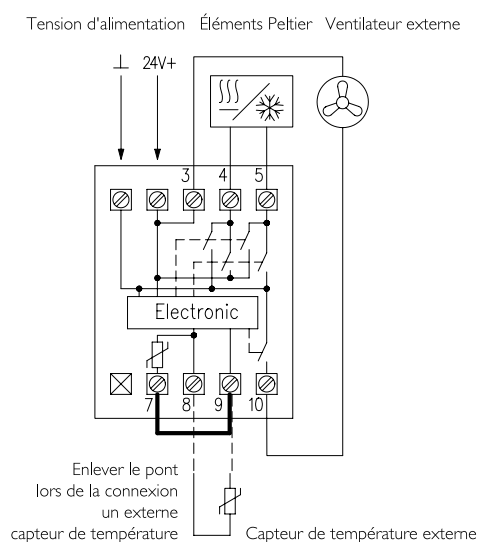 Tension d'alimentation Éléments Peltier Ventilateur externe
⊥ 24V+
3 4 5
Electronic
7 8 9 10
Enlever le pont
lors de la connexion
un externe
capteur de température
Capteur de température externe